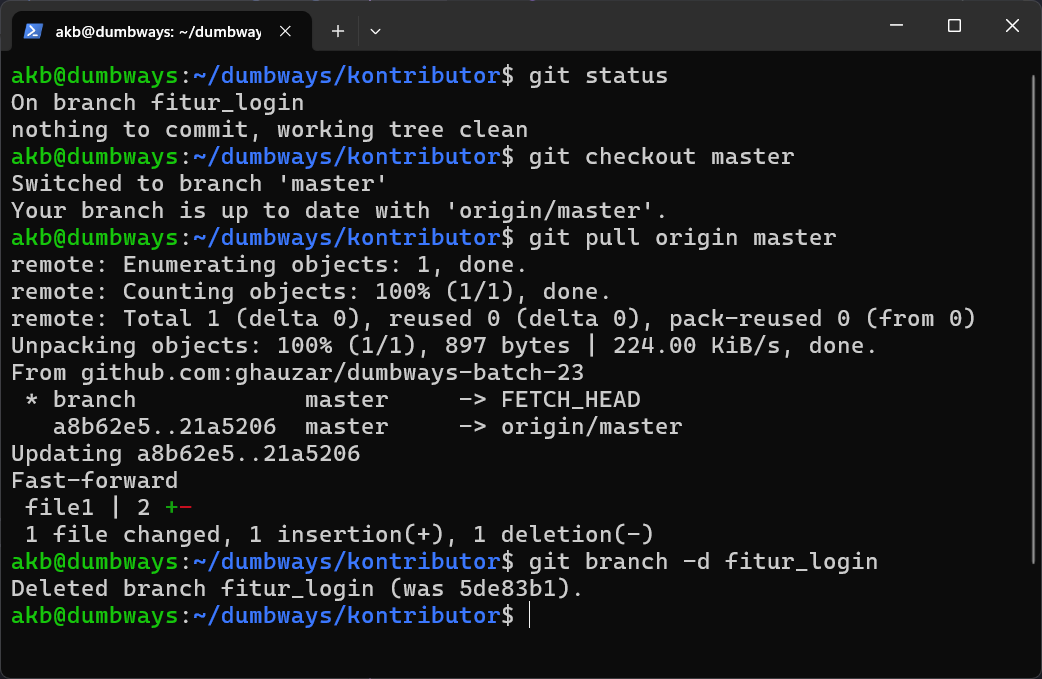 akb@dumbways: ~/dumbway
akb@dumbways:~/dumbways/kontributor$ git status
On branch fitur_login
nothing to commit, working tree clean
akb@dumbways:~/dumbways/kontributor$ git checkout master
Switched to branch 'master'
Your branch is up to date with 'origin/master'.
akb@dumbways:~/dumbways/kontributor$ git pull origin master
remote: Enumerating objects: 1, done.
remote: Counting objects: 100% (1/1), done.
remote: Total 1 (delta 0), reused 0 (delta 0), pack-reused 0 (from 0)
Unpacking objects: 100% (1/1), 897 bytes | 224.00 KiB/s, done.
From github.com:ghauzar/dumbways-batch-23
 * branch            master     -> FETCH_HEAD
   a8b62e5..21a5206  master     -> origin/master
Updating a8b62e5..21a5206
Fast-forward
 file1 | 2 +-
 1 file changed, 1 insertion(+), 1 deletion(-)
akb@dumbways:~/dumbways/kontributor$ git branch -d fitur_login
Deleted branch fitur_login (was 5de83b1).
akb@dumbways:~/dumbways/kontributor$